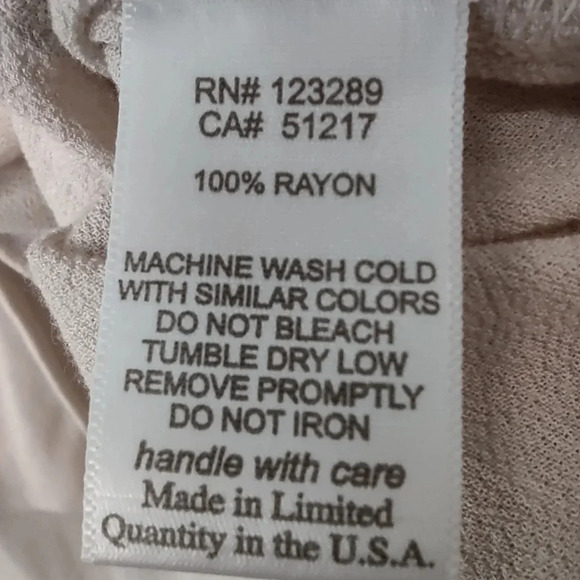 RN# 123289
CA# 51217
100% RAYON
MACHINE WASH COLD
WITH SIMILAR COLORS
DO NOT BLEACH
TUMBLE DRY LOW
REMOVE PROMPTLY
DO NOT IRON
handle with care
Made in Limited
Quantity in the U.S.A.